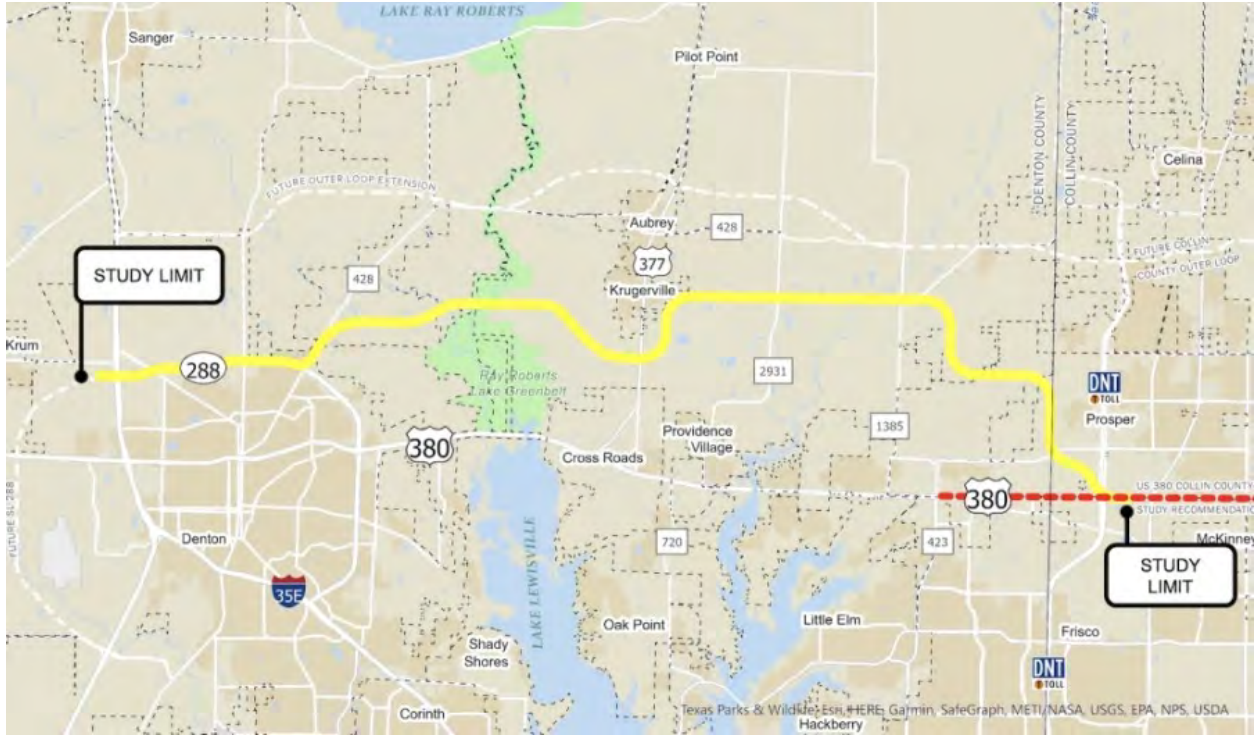 LAKE RAY ROBERTS
Sanger
Pilot Point
DENTON COUNTY
COLLIN COUNTY
Celina
FUTURE OUTER LOOP EXTENSION
Aubrey
428
377
FUTURE COLLIN
COUNTY OUTER LOOP
STUDY LIMIT
428
Krugerville
Krum
288
Ray Roberts
Lake Greenbelt
2931
DNT
TOLL
Prosper
1385
Providence
Village
380
Cross Roads
US 380 COLLIN COUNTY
380
STUDY RECOMMENDATIO
FUTURE SL 288
Denton
720
423
McKinney
STUDY
LIMIT
35E
LAKE LEWISVILLE
Oak Point
Little Elm
Frisco
Shady
Shores
DNT
TOLL
Corinth
Hackberry
Texas Parks & Wildlife, Esri, HERE, Garmin, SafeGraph, METI/NASA, USGS, EPA, NPS, USDA